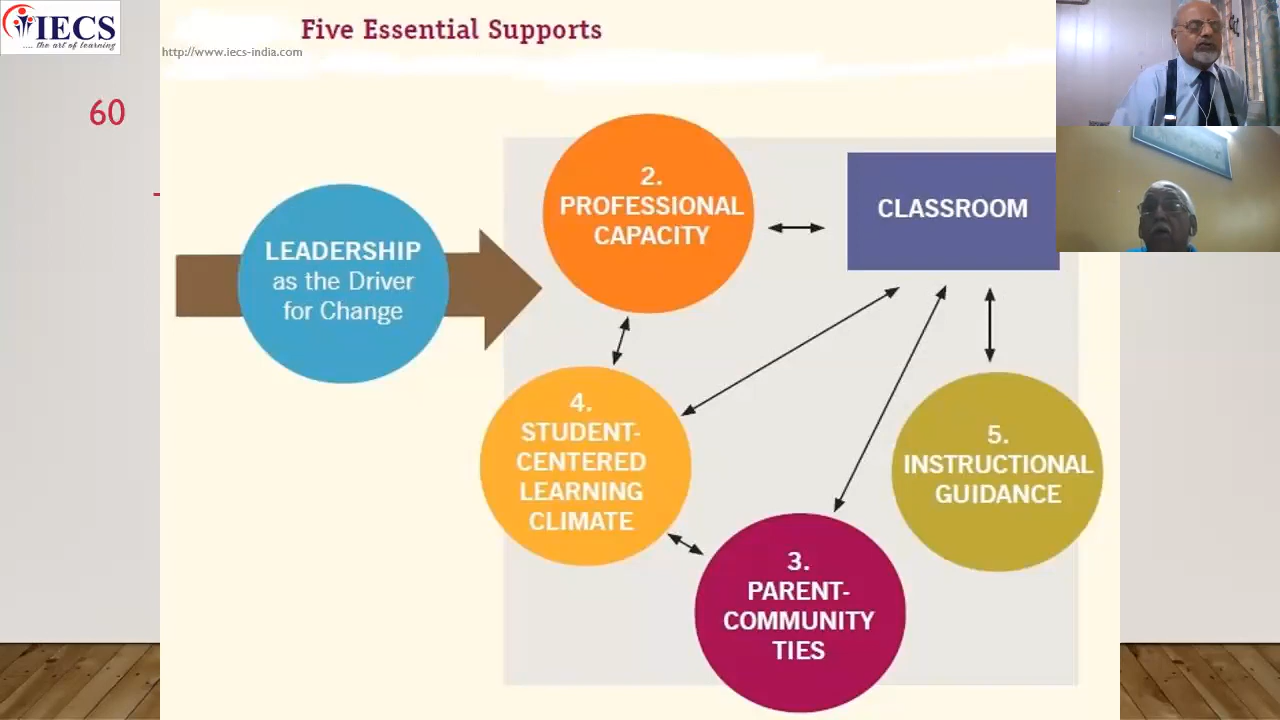 IECS
.... the art of learning
Five Essential Supports
http://www.iecs-india.com
60
2.
PROFESSIONAL
CAPACITY
CLASSROOM
LEADERSHIP
as the Driver
for Change
4.
STUDENT-
CENTERED
LEARNING
CLIMATE
5.
INSTRUCTIONAL
GUIDANCE
3.
PARENT-
COMMUNITY
TIES